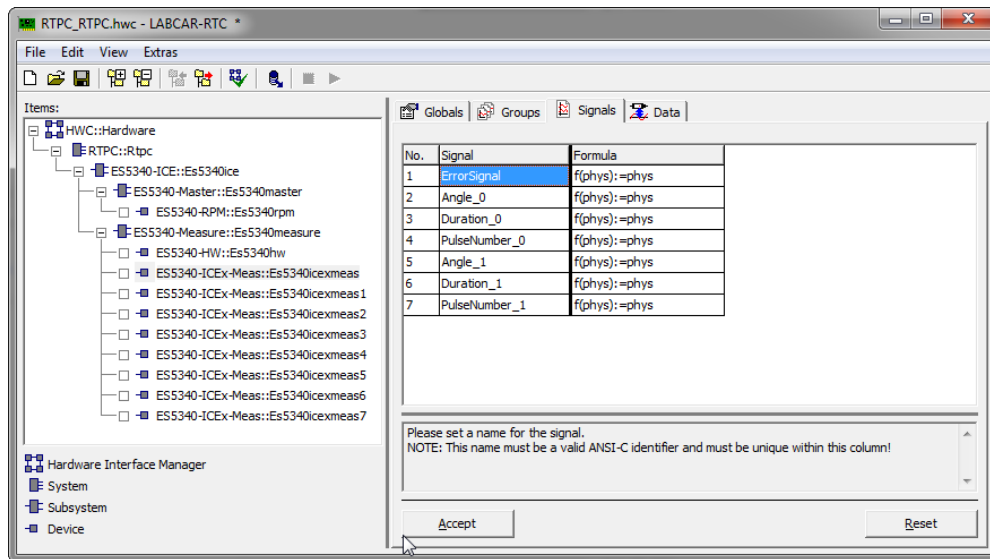 RTPC_RTPC.hwc - LABCAR-RTC *
File Edit View Extras
Items:
HWC::Hardware
RTPC::Rtpc
ES5340-ICE::Es5340ice
ES5340-Master::Es5340master
ES5340-RPM::Es5340rpm
ES5340-Measure::Es5340measure
ES5340-HW::Es5340hw
ES5340-ICEx-Meas::Es5340icexmeas
ES5340-ICEx-Meas::Es5340icexmeas1
ES5340-ICEx-Meas::Es5340icexmeas2
ES5340-ICEx-Meas::Es5340icexmeas3
ES5340-ICEx-Meas::Es5340icexmeas4
ES5340-ICEx-Meas::Es5340icexmeas5
ES5340-ICEx-Meas::Es5340icexmeas6
ES5340-ICEx-Meas::Es5340icexmeas7
Hardware Interface Manager
System
Subsystem
Device
Globals Groups Signals Data
No. Signal Formula
1 ErrorSignal f(phys):=phys
2 Angle_0 f(phys):=phys
3 Duration_0 f(phys):=phys
4 PulseNumber_0 f(phys):=phys
5 Angle_1 f(phys):=phys
6 Duration_1 f(phys):=phys
7 PulseNumber_1 f(phys):=phys
Please set a name for the signal.
NOTE: This name must be a valid ANSI-C identifier and must be unique within this column!
Accept Reset